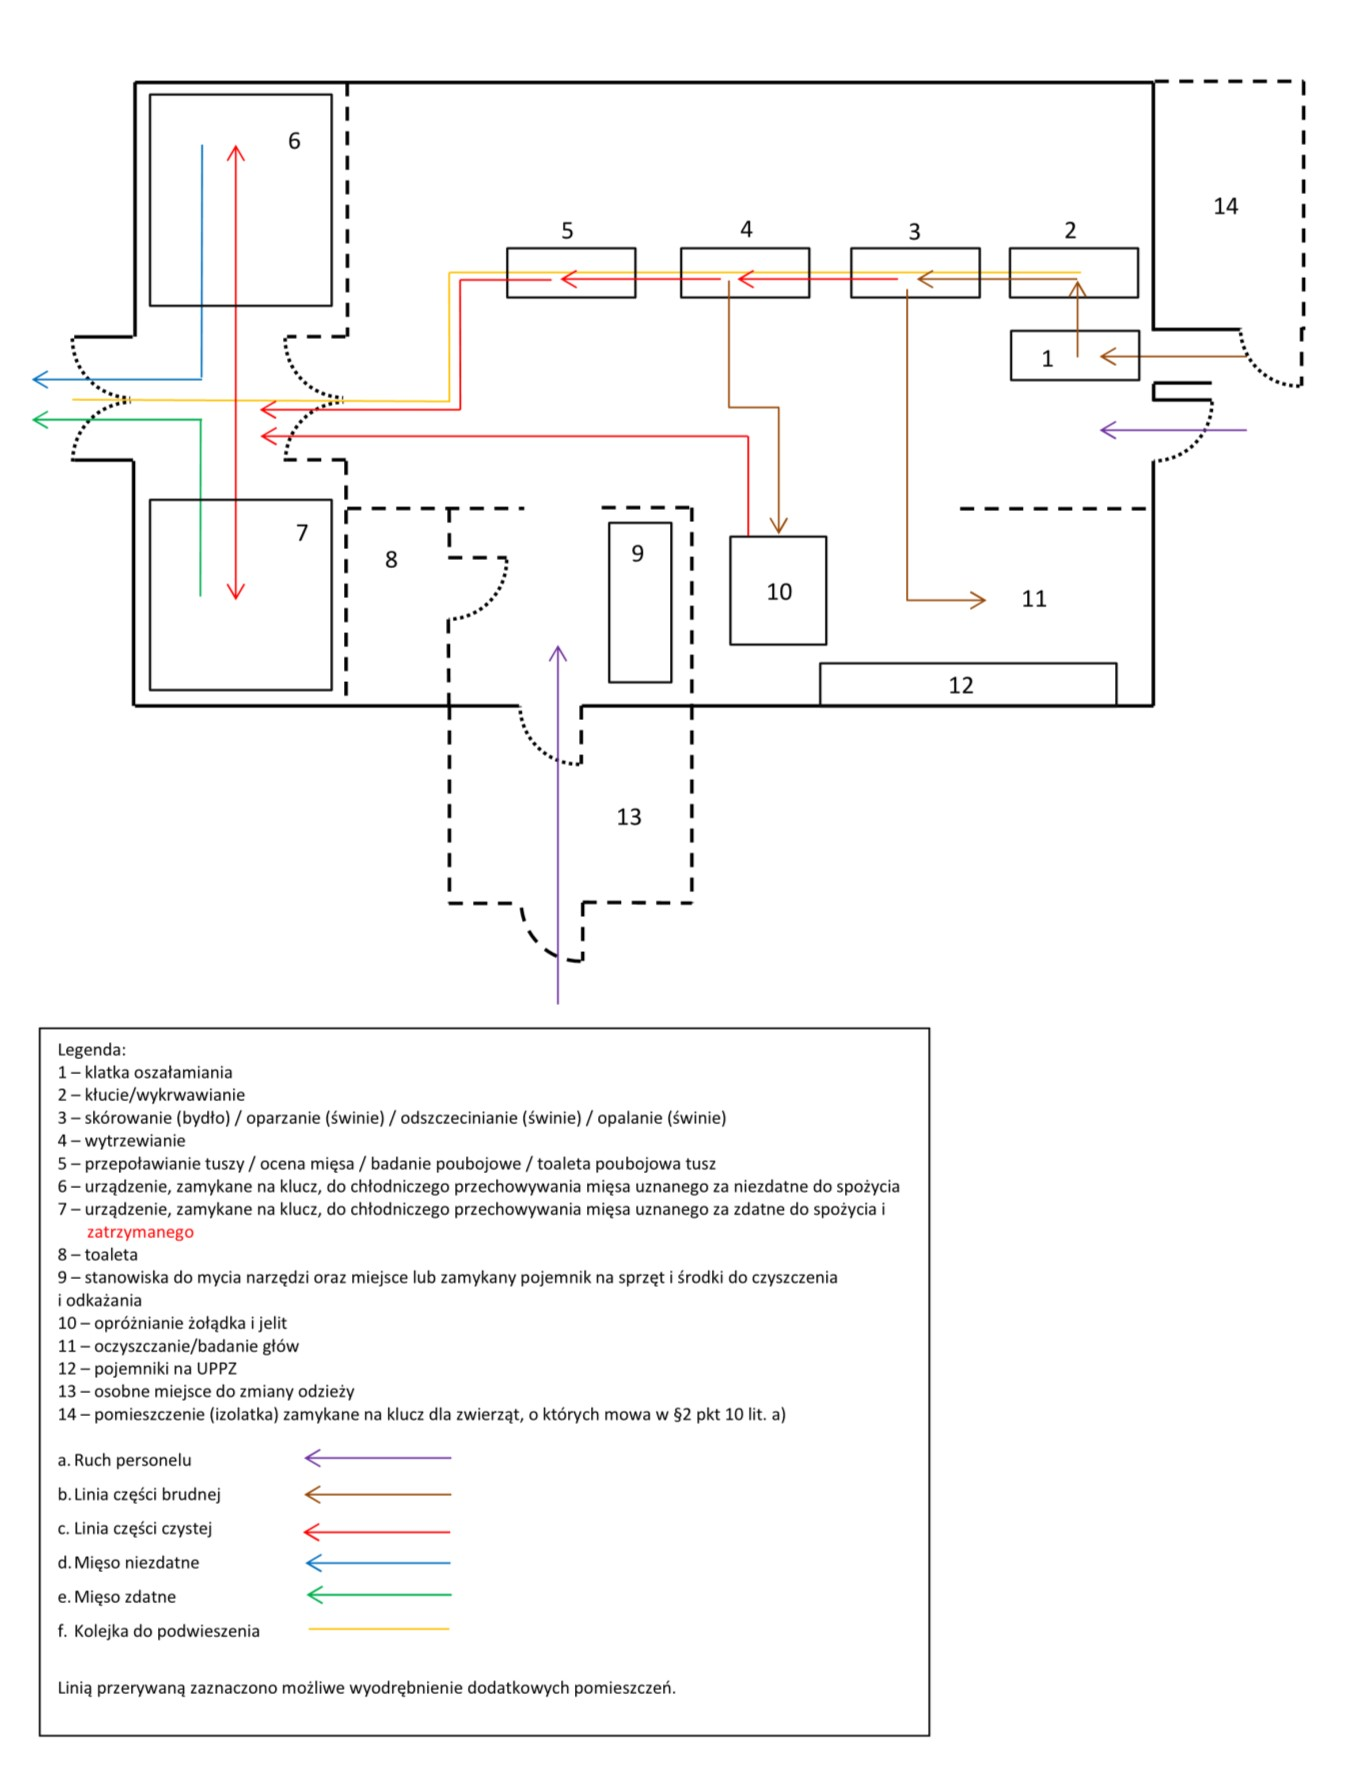 6
14
5
4
3
2
1
7
8
9
10
11
12
13
Legenda:
1 – klatka oszałamiania
2 – kłucie/wykrwawianie
3 – skórowanie (bydło) / oparzanie (świnie) / odszczecinianie (świnie) / opalanie (świnie)
4 – wytrzewianie
5 – przepoławianie tuszy / ocena mięsa / badanie poubojowe / toaleta poubojowa tusz
6 – urządzenie, zamykane na klucz, do chłodniczego przechowywania mięsa uznanego za niezdatne do spożycia
7 – urządzenie, zamykane na klucz, do chłodniczego przechowywania mięsa uznanego za zdatne do spożycia i
zatrzymanego
8 – toaleta
9 – stanowiska do mycia narzędzi oraz miejsce lub zamykany pojemnik na sprzęt i środki do czyszczenia
i odkażania
10 – opróżnianie żołądka i jelit
11 – oczyszczanie/badanie głów
12 – pojemniki na UPPZ
13 – osobne miejsce do zmiany odzieży
14 – pomieszczenie (izolatka) zamykane na klucz dla zwierząt, o których mowa w §2 pkt 10 lit. a)
a. Ruch personelu
b. Linia części brudnej
c. Linia części czystej
d. Mięso niezdatne
e. Mięso zdatne
f. Kolejka do podwieszenia
Linią przerywaną zaznaczono możliwe wyodrębnienie dodatkowych pomieszczeń.